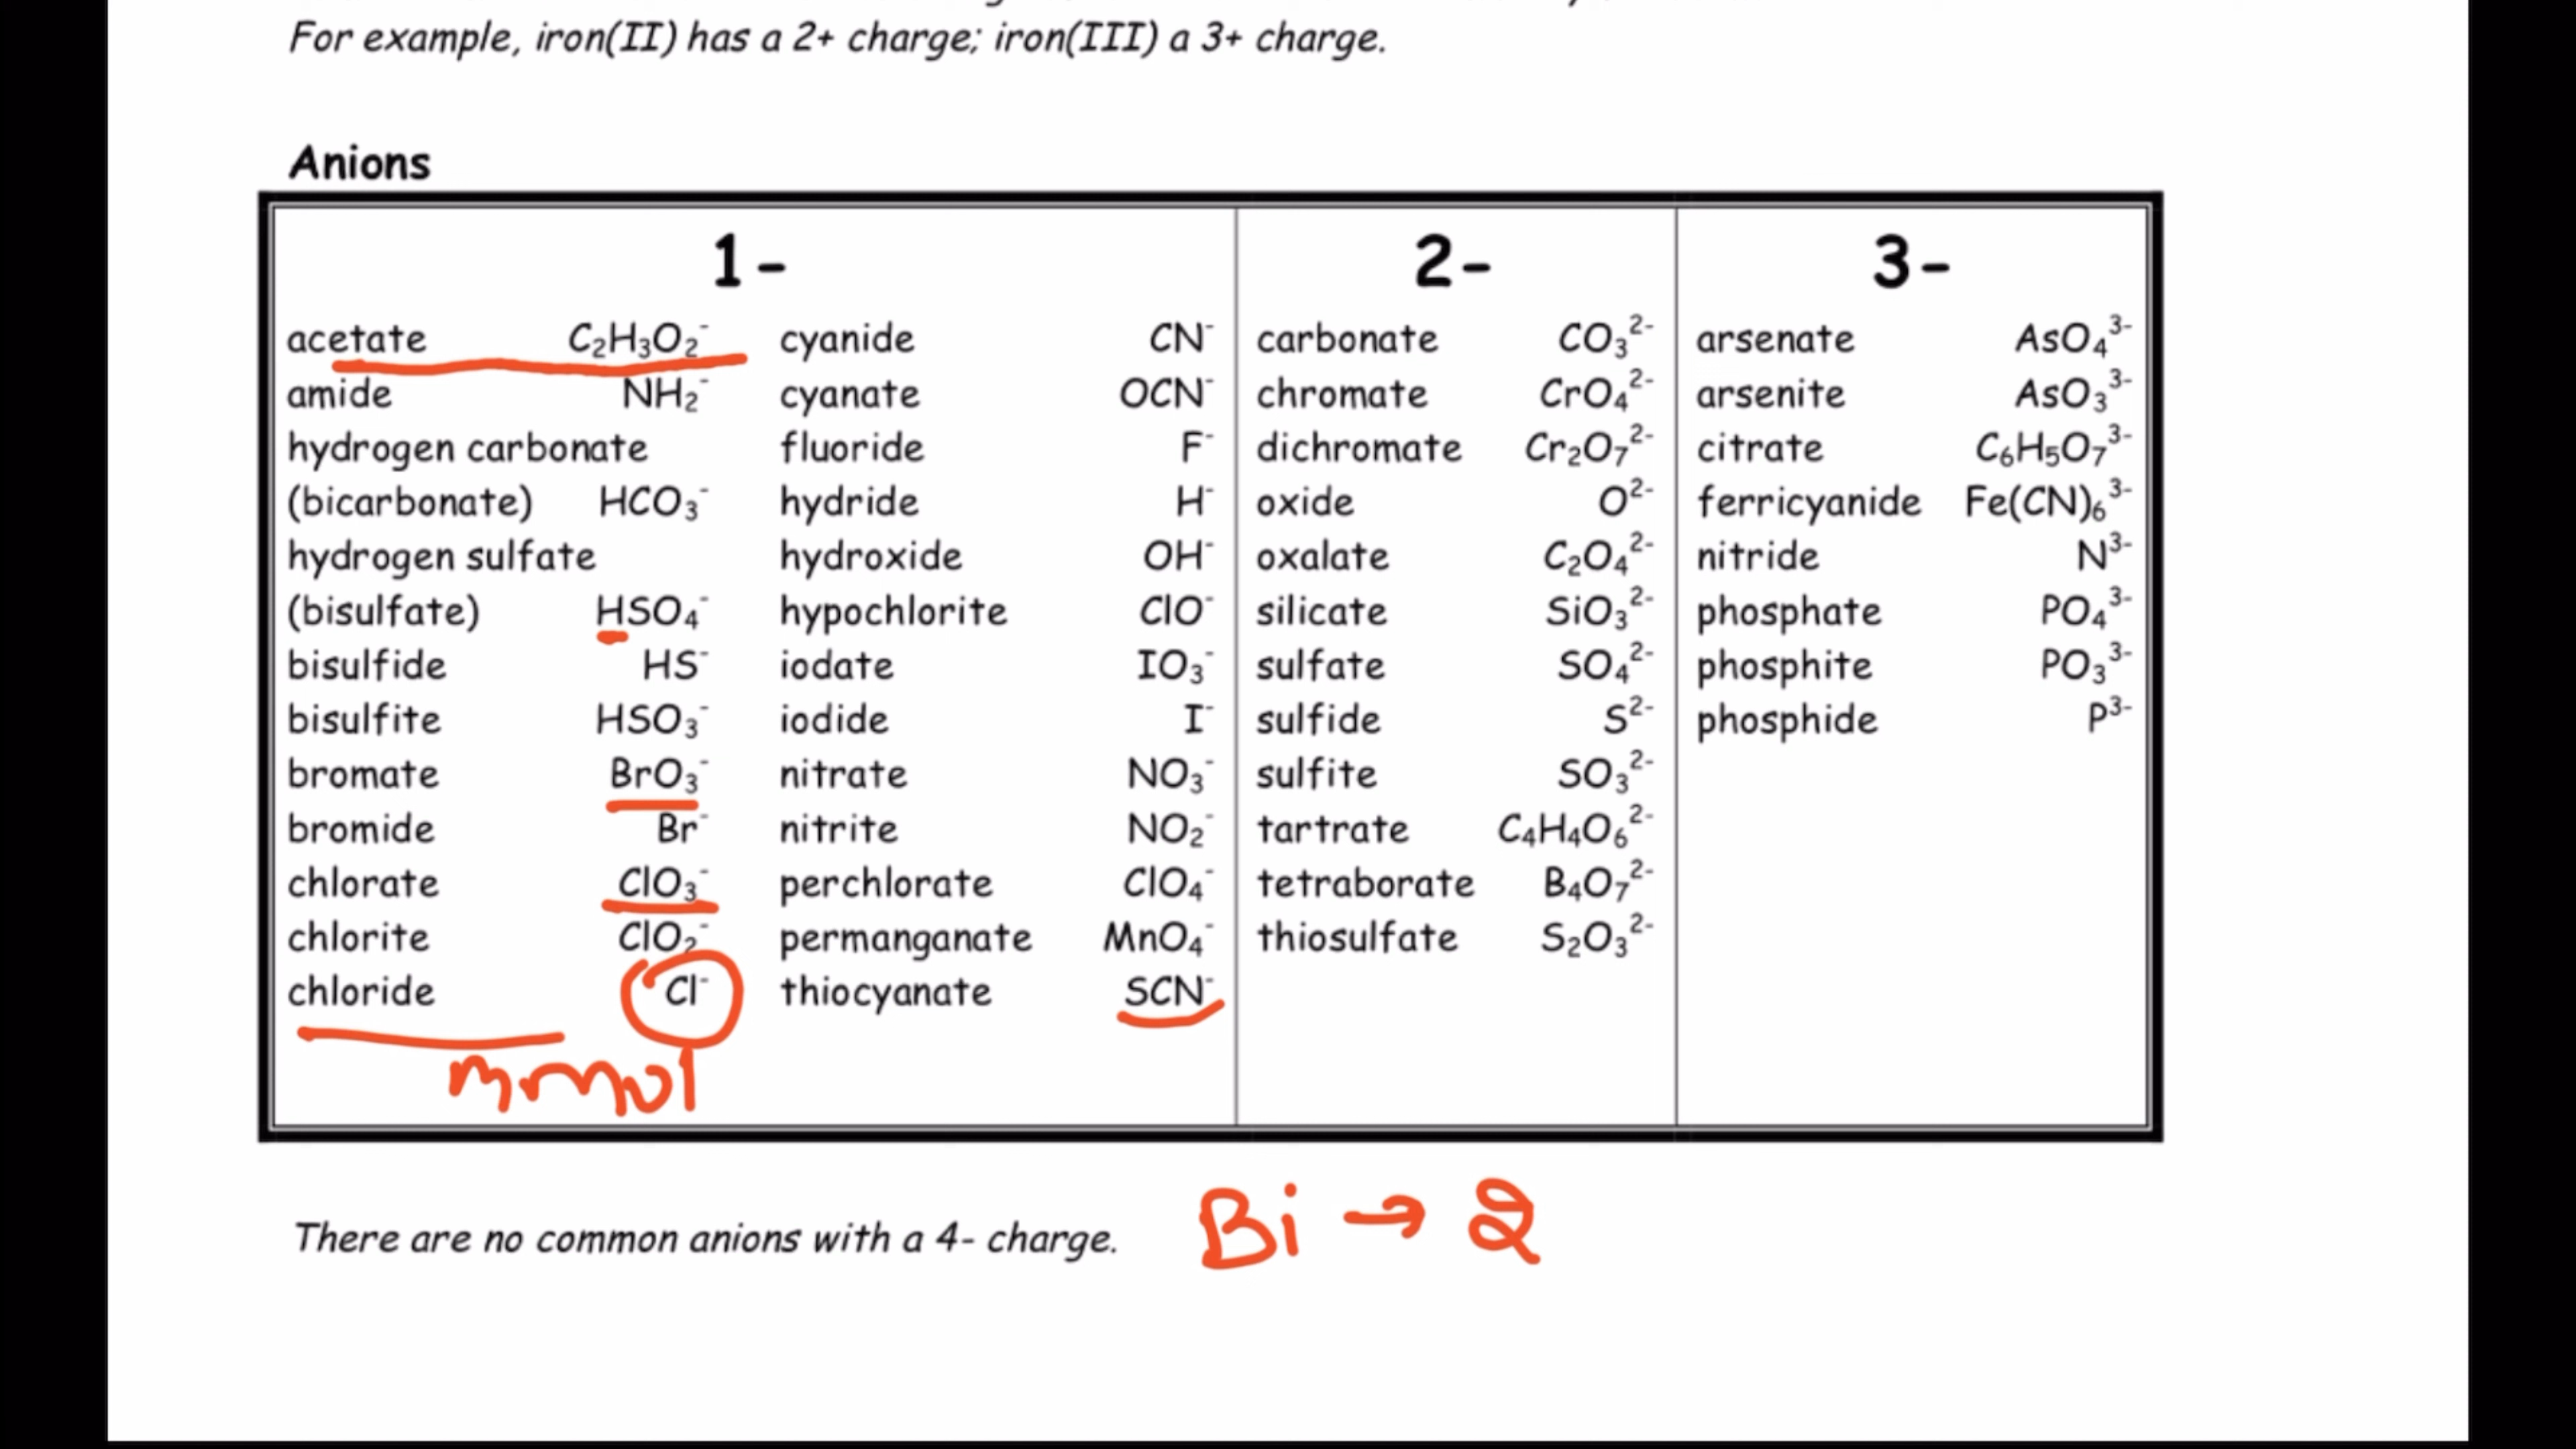 For example, iron(II) has a 2+ charge; iron(III) a 3+ charge.
Anions
1-
2-
3-
acetate C₂H₃O₂⁻ cyanide CN⁻ carbonate CO₃²⁻ arsenate AsO₄³⁻
amide NH₂⁻ cyanate OCN⁻ chromate CrO₄²⁻ arsenite AsO₃³⁻
hydrogen carbonate fluoride F⁻ dichromate Cr₂O₇²⁻ citrate C₆H₅O₇³⁻
(bicarbonate) HCO₃⁻ hydride H⁻ oxide O²⁻ ferricyanide Fe(CN)₆³⁻
hydrogen sulfate hydroxide OH⁻ oxalate C₂O₄²⁻ nitride N³⁻
(bisulfate) HSO₄⁻ hypochlorite ClO⁻ silicate SiO₃²⁻ phosphate PO₄³⁻
bisulfide HS⁻ iodate IO₃⁻ sulfate SO₄²⁻ phosphite PO₃³⁻
bisulfite HSO₃⁻ iodide I⁻ sulfide S²⁻ phosphide P³⁻
bromate BrO₃⁻ nitrate NO₃⁻ sulfite SO₃²⁻
bromide Br⁻ nitrite NO₂⁻ tartrate C₄H₄O₆²⁻
chlorate ClO₃⁻ perchlorate ClO₄⁻ tetraborate B₄O₇²⁻
chlorite ClO₂⁻ permanganate MnO₄⁻ thiosulfate S₂O₃²⁻
chloride Cl⁻ thiocyanate SCN⁻
mmol
There are no common anions with a 4- charge.
Bi → 2